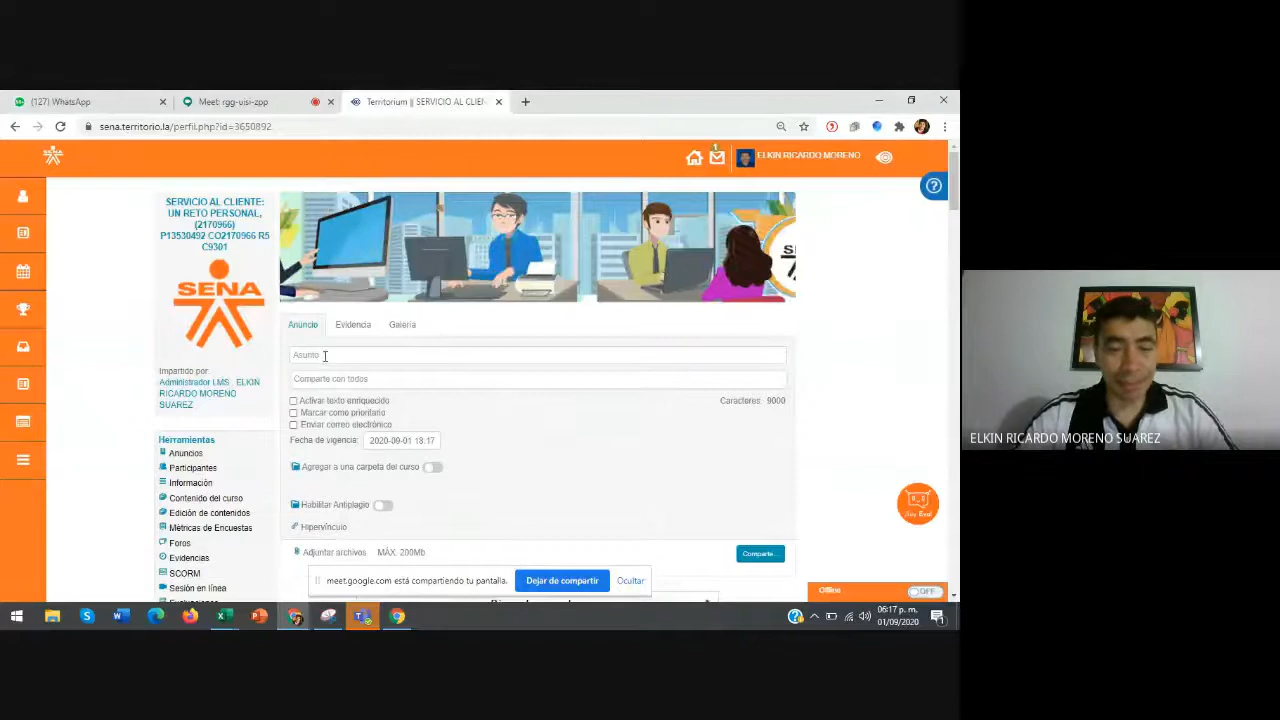 (127) WhatsApp
Meet: rgg-uisi-zpp
Territorium || SERVICIO AL CLIEN
sena.territorio.la/perfil.php?id=3650892
1
ELKIN RICARDO MORENO
SERVICIO AL CLIENTE:
UN RETO PERSONAL,
(2170966)
P13530492 CO2170966 R5
C9301
SENA
Impartido por:
Administrador LMS , ELKIN
RICARDO MORENO
SUAREZ
Herramientas
Anuncios
Participantes
Información
Contenido del curso
Edición de contenidos
Métricas de Encuestas
Foros
Evidencias
SCORM
Sesión en línea
Anuncio
Evidencia
Galería
Asunto
Comparte con todos
Activar texto enriquecido
Caracteres: 9000
Marcar como prioritario
Enviar correo electrónico
Fecha de vigencia: 2020-09-01 18:17
Agregar a una carpeta del curso
Habilitar Antiplagio
Hipervínculo
Adjuntar archivos MÁX. 200Mb
Comparte...
meet.google.com está compartiendo tu pantalla.
Dejar de compartir
Ocultar
Offline
OFF
06:17 p. m.
01/09/2020
ELKIN RICARDO MORENO SUAREZ